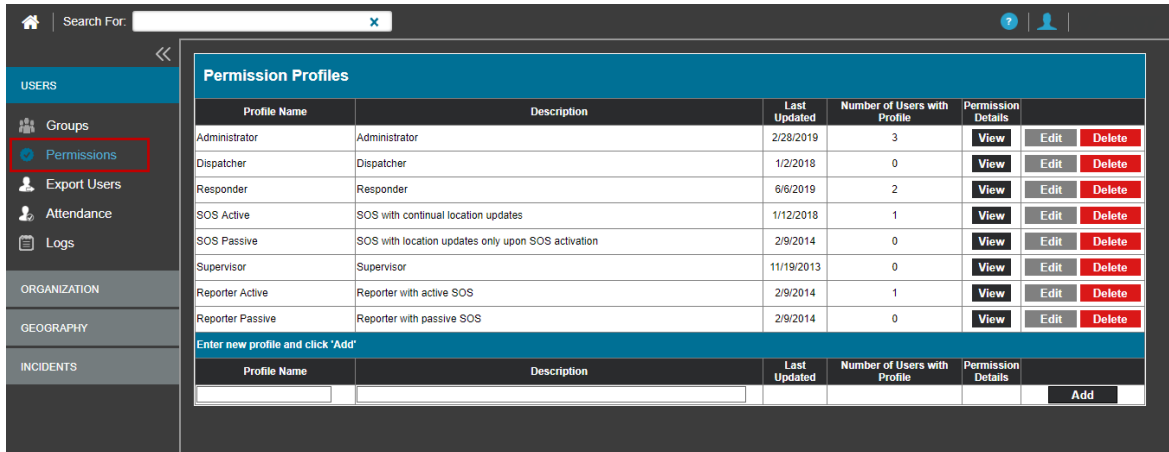 Search For:
USERS
Groups
Permissions
Export Users
Attendance
Logs
ORGANIZATION
GEOGRAPHY
INCIDENTS
Permission Profiles
Profile Name Description Last Updated Number of Users with Profile Permission Details
Administrator Administrator 2/28/2019 3 View Edit Delete
Dispatcher Dispatcher 1/2/2018 0 View Edit Delete
Responder Responder 6/6/2019 2 View Edit Delete
SOS Active SOS with continual location updates 1/12/2018 1 View Edit Delete
SOS Passive SOS with location updates only upon SOS activation 2/9/2014 0 View Edit Delete
Supervisor Supervisor 11/19/2013 0 View Edit Delete
Reporter Active Reporter with active SOS 2/9/2014 1 View Edit Delete
Reporter Passive Reporter with passive SOS 2/9/2014 0 View Edit Delete
Enter new profile and click 'Add'
Profile Name Description Last Updated Number of Users with Profile Permission Details
Add